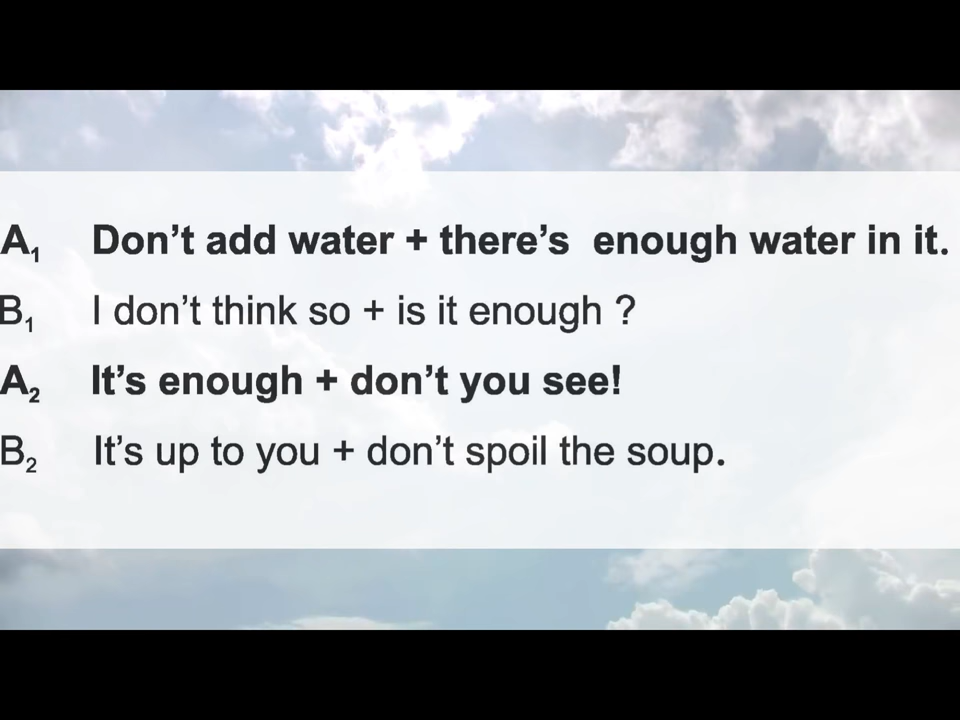 A₁ Don’t add water + there’s enough water in it.
B₁ I don’t think so + is it enough ?
A₂ It’s enough + don’t you see!
B₂ It’s up to you + don’t spoil the soup.